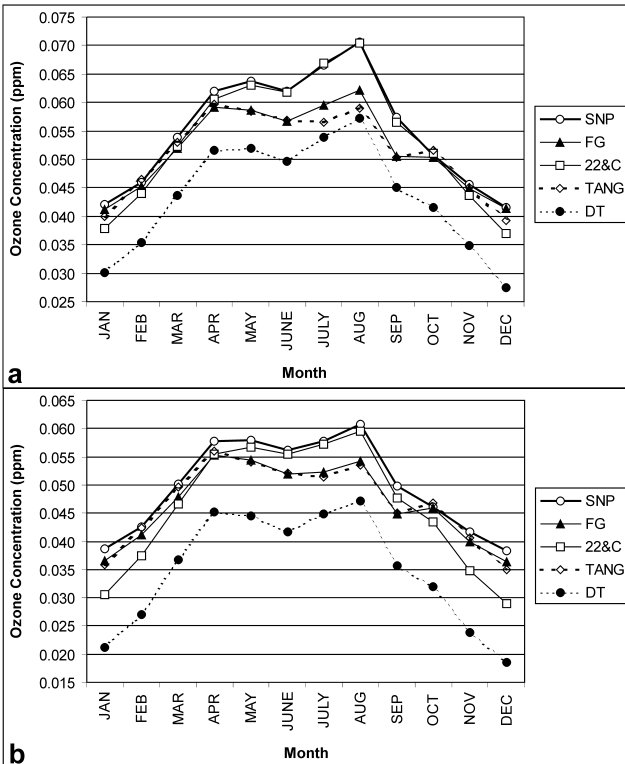 Ozone Concentration (ppm)
0.075
0.070
0.065
0.060
0.055
0.050
0.045
0.040
0.035
0.030
0.025
JAN
FEB
MAR
APR
MAY
JUNE
JULY
AUG
SEP
OCT
NOV
DEC
Month
SNP
FG
22&C
TANG
DT
a
Ozone Concentration (ppm)
0.065
0.060
0.055
0.050
0.045
0.040
0.035
0.030
0.025
0.020
0.015
JAN
FEB
MAR
APR
MAY
JUNE
JULY
AUG
SEP
OCT
NOV
DEC
Month
SNP
FG
22&C
TANG
DT
b